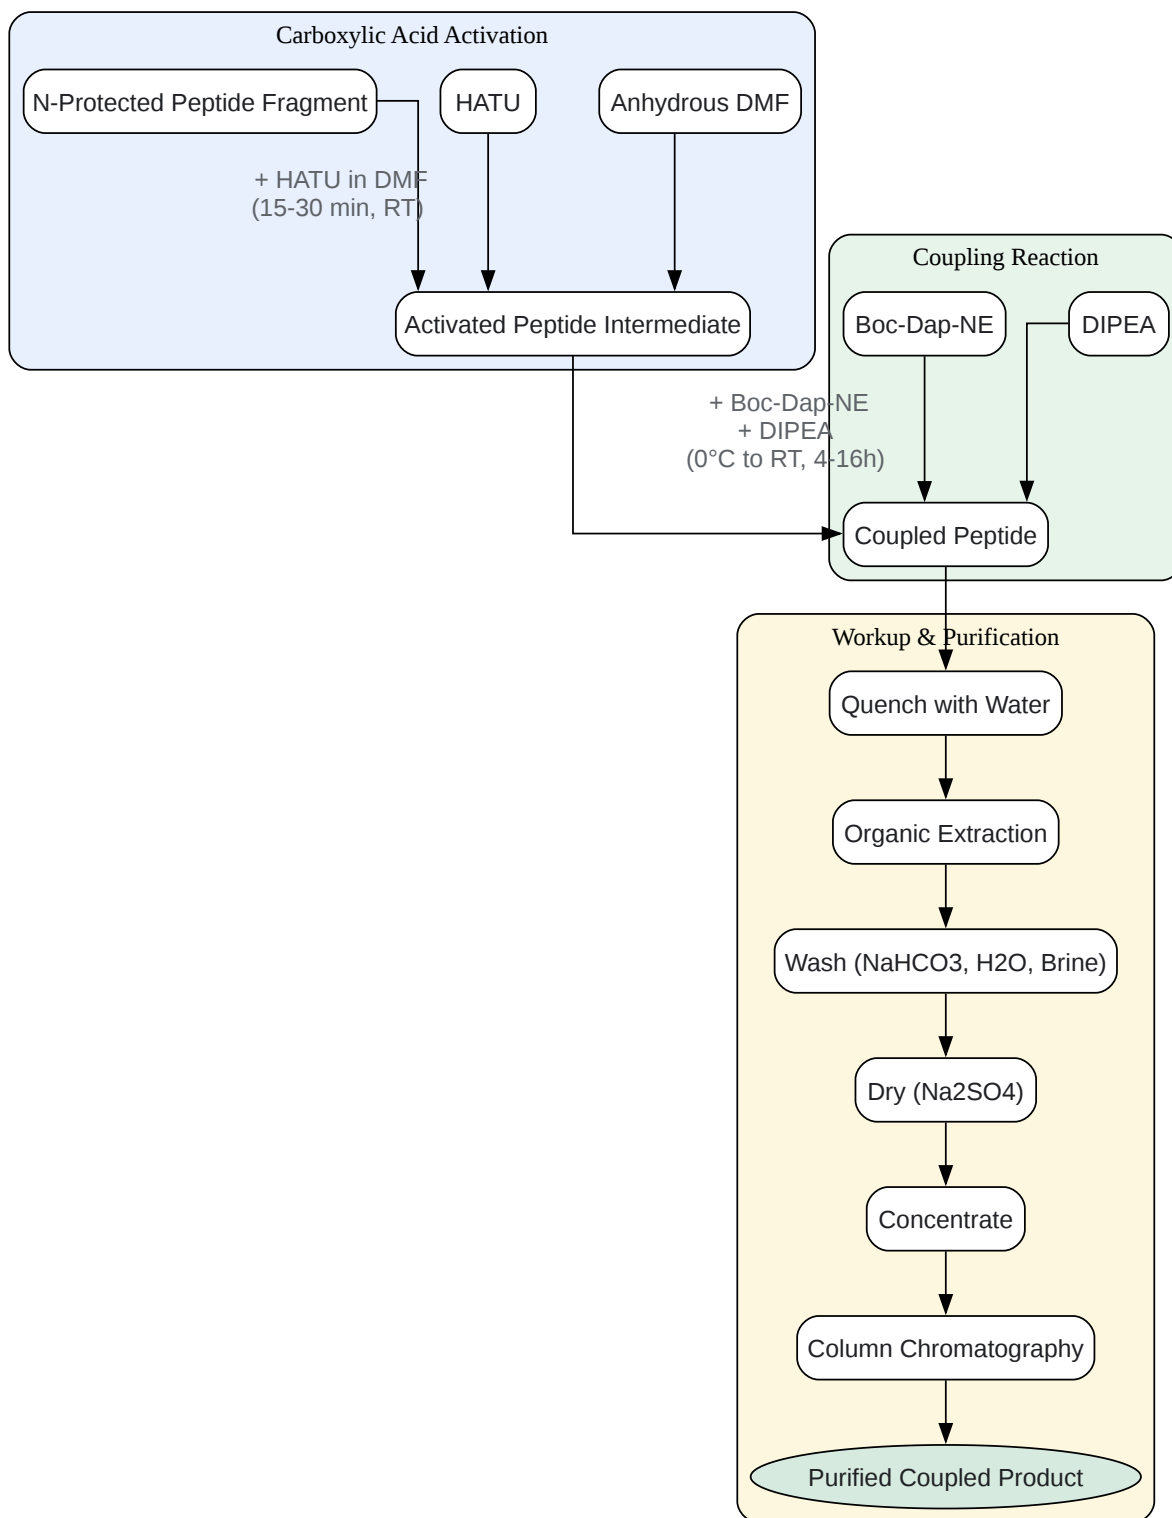 Carboxylic Acid Activation
N-Protected Peptide Fragment
HATU
Anhydrous DMF
+ HATU in DMF
(15-30 min, RT)
Activated Peptide Intermediate
Coupling Reaction
Boc-Dap-NE
DIPEA
+ Boc-Dap-NE
+ DIPEA
(0°C to RT, 4-16h)
Coupled Peptide
Workup & Purification
Quench with Water
Organic Extraction
Wash (NaHCO3, H2O, Brine)
Dry (Na2SO4)
Concentrate
Column Chromatography
Purified Coupled Product